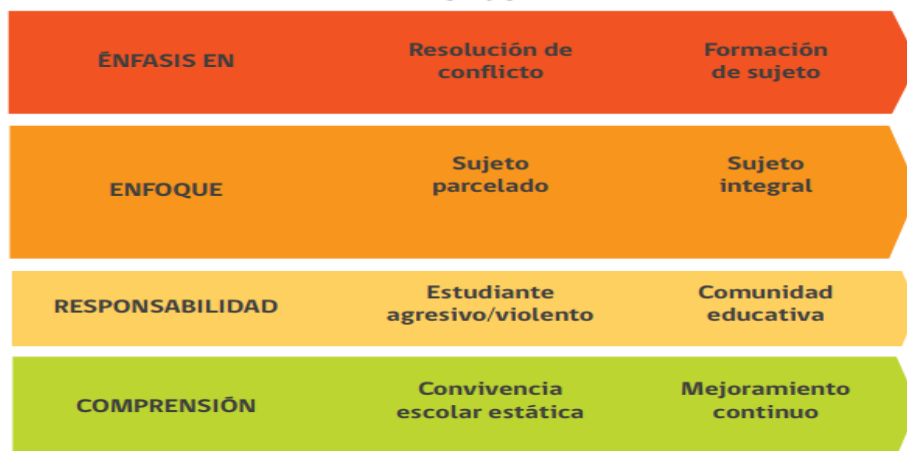 ÉNFASIS EN
Resolución de
conflicto
Formación
de sujeto
ENFOQUE
Sujeto
parcelado
Sujeto
integral
RESPONSABILIDAD
Estudiante
agresivo/violento
Comunidad
educativa
COMPRENSIÓN
Convivencia
escolar estática
Mejoramiento
continuo